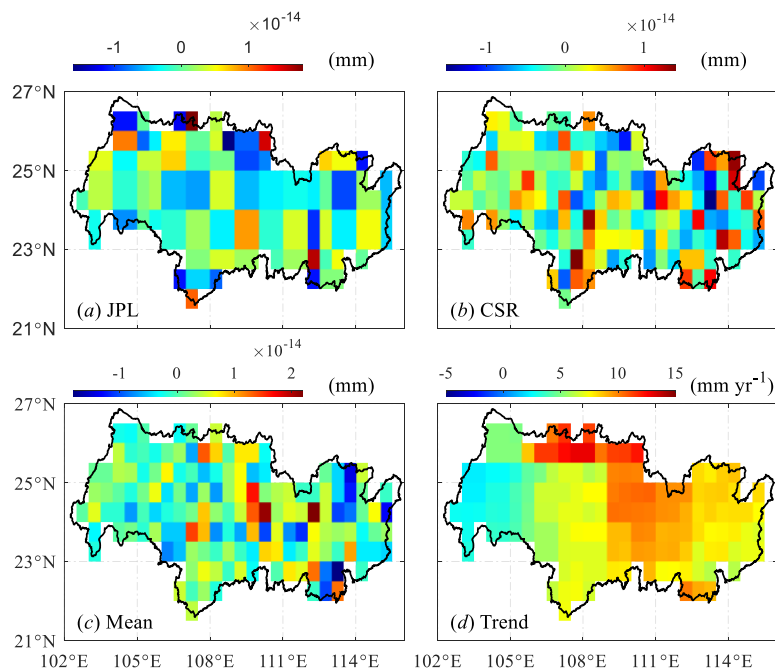 ×10⁻¹⁴
-1 0 1 (mm)
27°N
25°N
23°N
21°N
(a) JPL
×10⁻¹⁴
-1 0 1 (mm)
(b) CSR
×10⁻¹⁴
-1 0 1 2 (mm)
27°N
25°N
23°N
21°N
(c) Mean
102°E 105°E 108°E 111°E 114°E
-5 0 5 10 15 (mm yr⁻¹)
(d) Trend
102°E 105°E 108°E 111°E 114°E